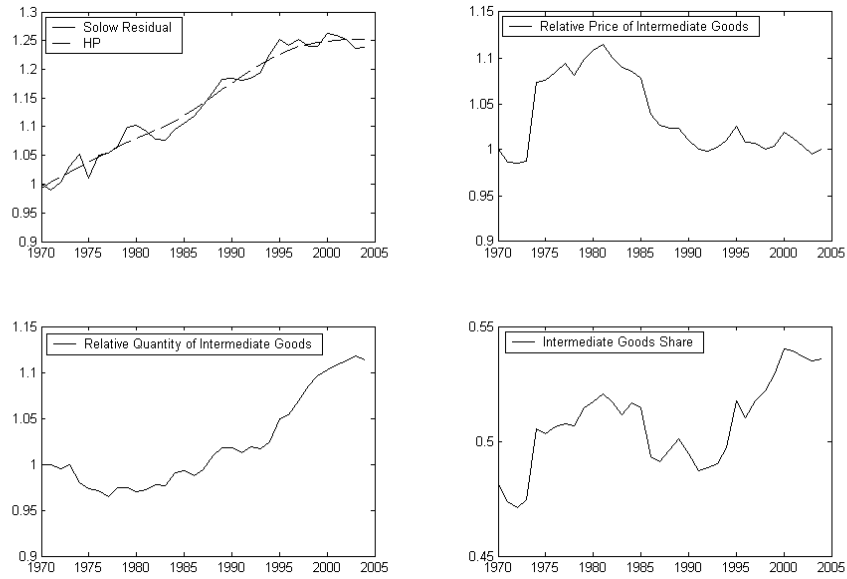 Solow Residual
HP
1.3
1.25
1.2
1.15
1.1
1.05
1
0.95
0.9
1970 1975 1980 1985 1990 1995 2000 2005
Relative Price of Intermediate Goods
1.15
1.1
1.05
1
0.95
0.9
1970 1975 1980 1985 1990 1995 2000 2005
Relative Quantity of Intermediate Goods
1.15
1.1
1.05
1
0.95
0.9
1970 1975 1980 1985 1990 1995 2000 2005
Intermediate Goods Share
0.55
0.5
0.45
1970 1975 1980 1985 1990 1995 2000 2005